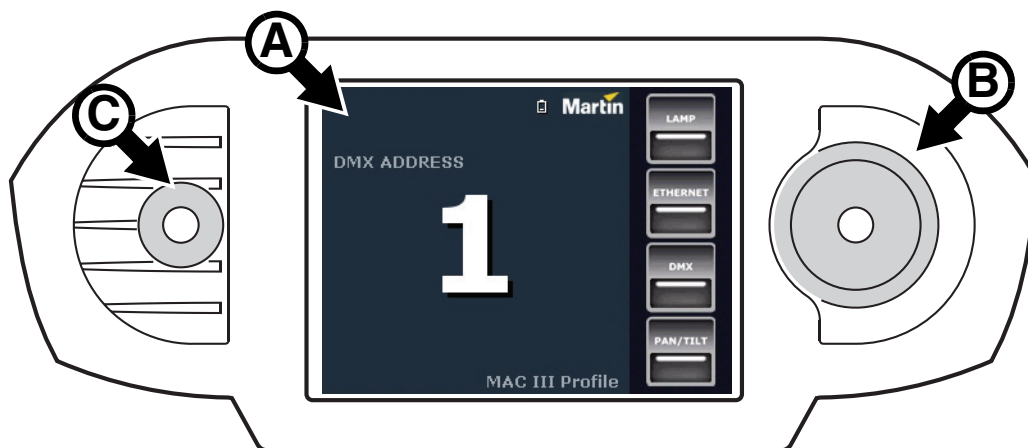 A
B
C
Martin
LAMP
DMX ADDRESS
ETHERNET
1
DMX
PAN/TILT
MAC III Profile